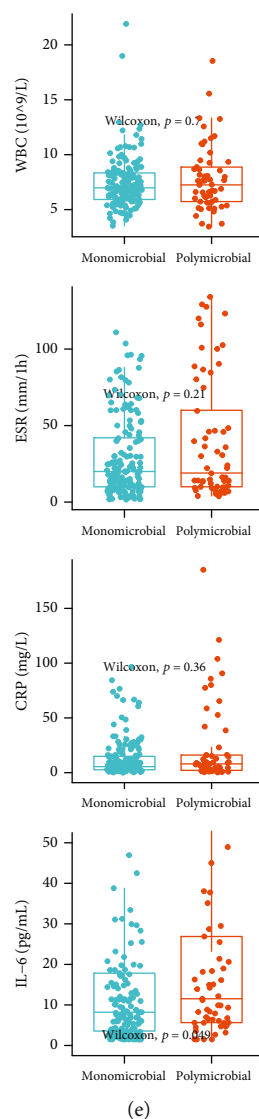 WBC (10^9/L)
20
15
10
5
Wilcoxon, p = 0.7
Monomicrobial Polymicrobial
ESR (mm/1h)
100
50
0
Wilcoxon, p = 0.21
Monomicrobial Polymicrobial
CRP (mg/L)
150
100
50
0
Wilcoxon, p = 0.36
Monomicrobial Polymicrobial
IL−6 (pg/mL)
50
40
30
20
10
0
Wilcoxon, p = 0.049
Monomicrobial Polymicrobial
(e)